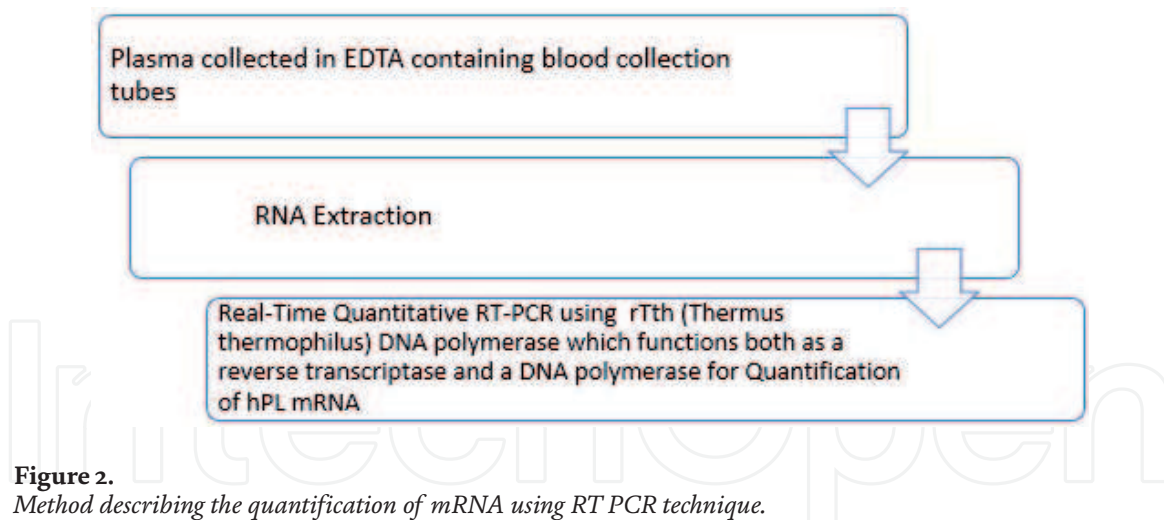 Plasma collected in EDTA containing blood collection
tubes
RNA Extraction
Real-Time Quantitative RT-PCR using rTth (Thermus
thermophilus) DNA polymerase which functions both as a
reverse transcriptase and a DNA polymerase for Quantification
of hPL mRNA
IntechOpen
Figure 2.
Method describing the quantification of mRNA using RT PCR technique.